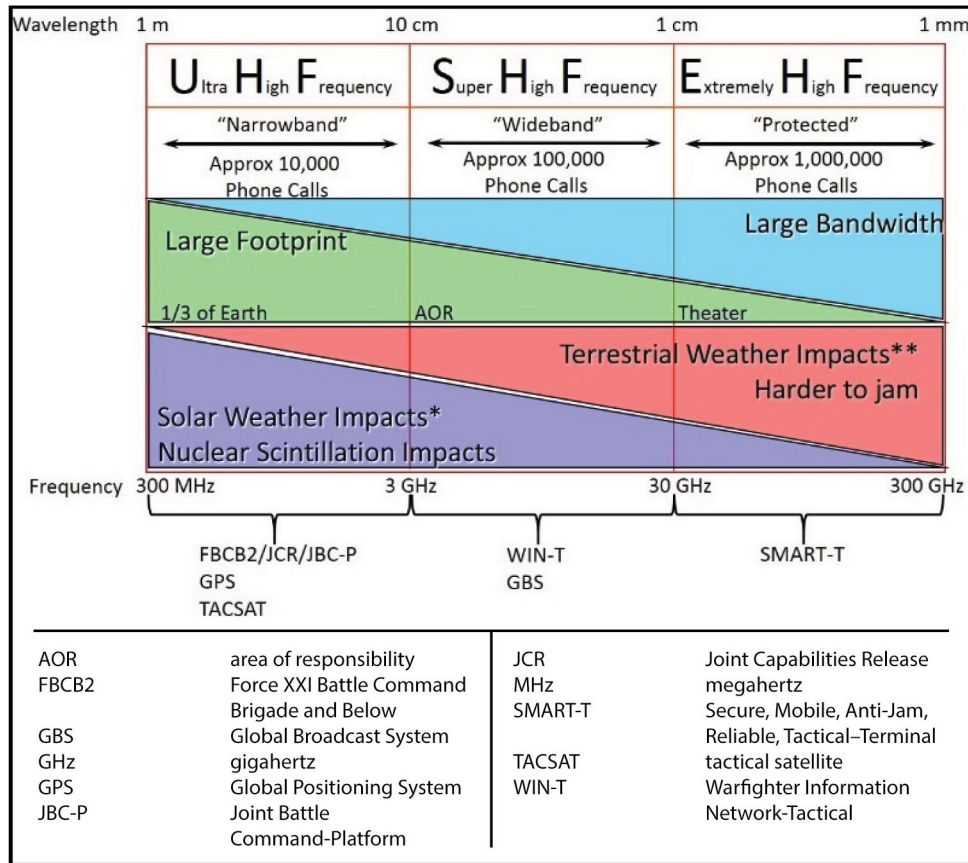 Wavelength 1 m 10 cm 1 cm 1 mm
Ultra High Frequency Super High Frequency Extremely High Frequency
“Narrowband” “Wideband” “Protected”
Approx 10,000 Approx 100,000 Approx 1,000,000
Phone Calls Phone Calls Phone Calls
Large Footprint Large Bandwidth
1/3 of Earth AOR Theater
Terrestrial Weather Impacts**
Harder to jam
Solar Weather Impacts*
Nuclear Scintillation Impacts
Frequency 300 MHz 3 GHz 30 GHz 300 GHz
FBCB2/JCR/JBC-P WIN-T SMART-T
GPS GBS
TACSAT
AOR area of responsibility
FBCB2 Force XXI Battle Command
Brigade and Below
GBS Global Broadcast System
GHz gigahertz
GPS Global Positioning System
JBC-P Joint Battle
Command-Platform
JCR Joint Capabilities Release
MHz megahertz
SMART-T Secure, Mobile, Anti-Jam,
Reliable, Tactical–Terminal
TACSAT tactical satellite
WIN-T Warfighter Information
Network-Tactical